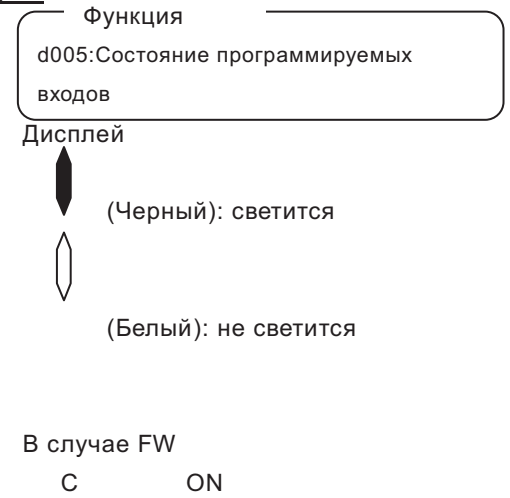 Функция
d005:Состояние программируемых
входов
Дисплей
(Черный): светится
(Белый): не светится
В случае FW
C ON